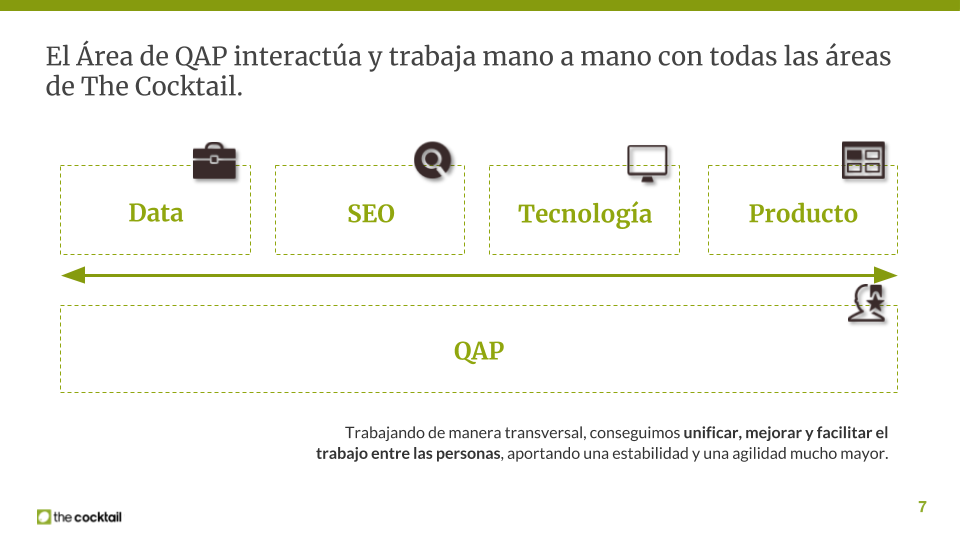 El Área de QAP interactúa y trabaja mano a mano con todas las áreas
de The Cocktail.
Data
SEO
Tecnología
Producto
QAP
Trabajando de manera transversal, conseguimos unificar, mejorar y facilitar el
trabajo entre las personas, aportando una estabilidad y una agilidad mucho mayor.
the cocktail
7